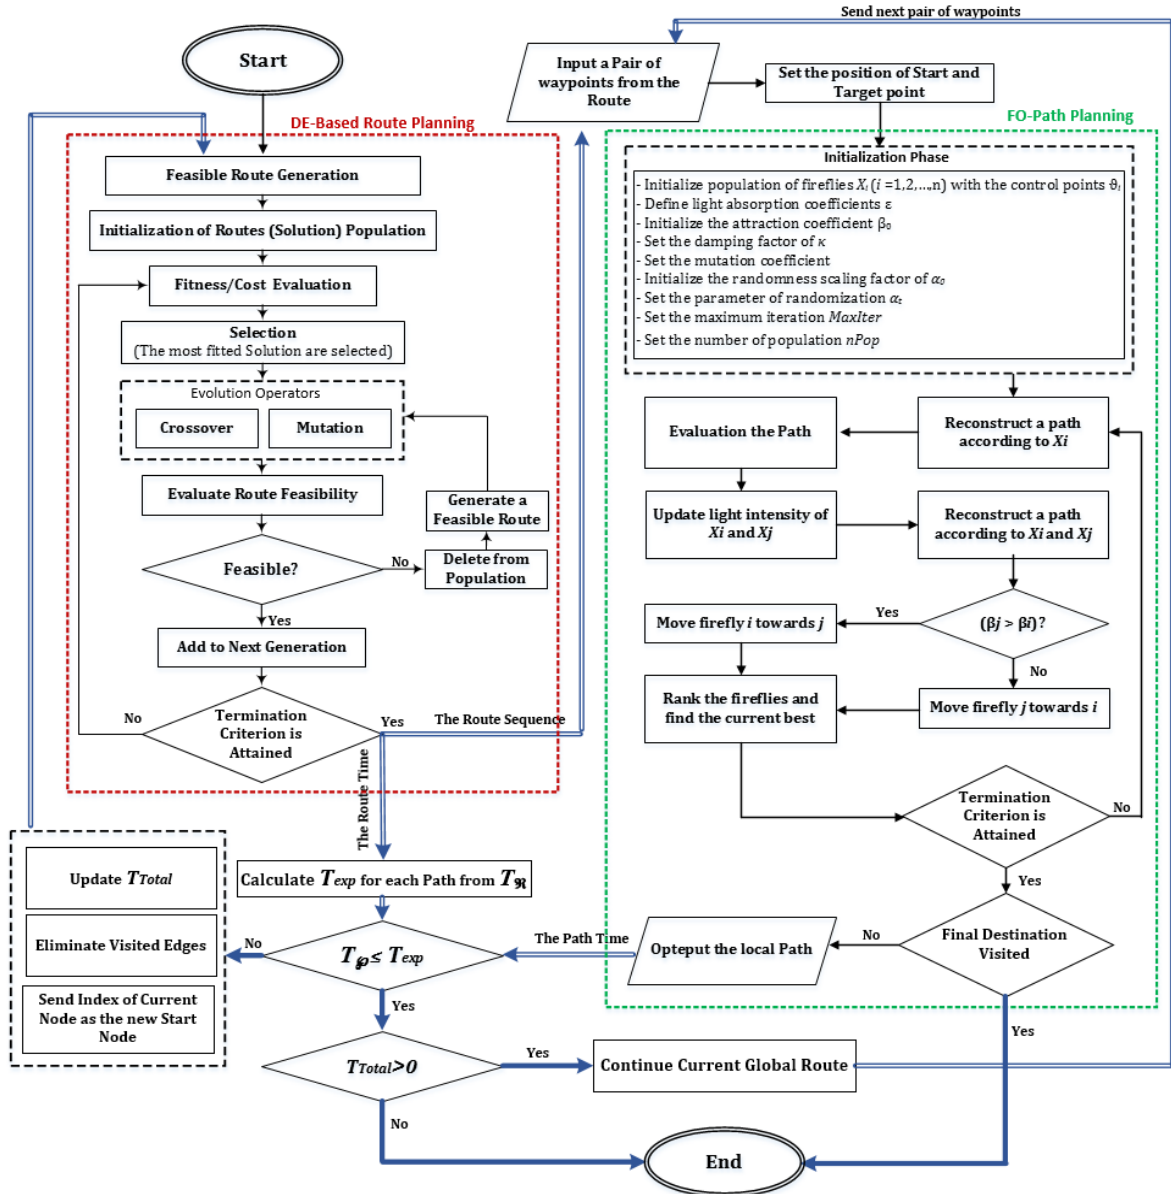 Start
DE-Based Route Planning
Feasible Route Generation
Initialization of Routes (Solution) Population
Fitness/Cost Evaluation
Selection
(The most fitted Solution are selected)
Evolution Operators
Crossover
Mutation
Evaluate Route Feasibility
Generate a
Feasible Route
Feasible?
No
Delete from
Population
Yes
Add to Next Generation
No
Termination
Criterion is
Attained
Yes
The Route Sequence
The Route Time
Send next pair of waypoints
Input a Pair of
waypoints from the
Route
Set the position of Start and
Target point
FO-Path Planning
Initialization Phase
- Initialize population of fireflies Xᵢ (i =1,2,...,n) with the control points ϑᵢ
- Define light absorption coefficients ε
- Initialize the attraction coefficient β₀
- Set the damping factor of κ
- Set the mutation coefficient
- Initialize the randomness scaling factor of α₀
- Set the parameter of randomization αₜ
- Set the maximum iteration MaxIter
- Set the number of population nPop
Evaluation the Path
Reconstruct a path
according to Xi
Update light intensity of
Xi and Xj
Reconstruct a path
according to Xi and Xj
Move firefly i towards j
Yes
(βj > βi)?
No
Rank the fireflies and
find the current best
Move firefly j towards i
Termination
Criterion is
Attained
No
Yes
Update TTotal
Eliminate Visited Edges
Send Index of Current
Node as the new Start
Node
Calculate Texp for each Path from Tℜ
No
T℘ ≤ Texp
The Path Time
Opteput the local Path
No
Final Destination
Visited
Yes
Yes
TTotal>0
Yes
Continue Current Global Route
No
End